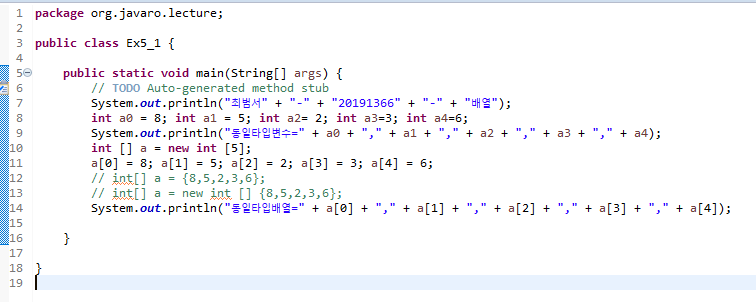 1 package org.javaro.lecture;
2
3 public class Ex5_1 {
4
5 public static void main(String[] args) {
6 // TODO Auto-generated method stub
7 System.out.println("최범서" + "-" + "20191366" + "-" + "배열");
8 int a0 = 8; int a1 = 5; int a2= 2; int a3=3; int a4=6;
9 System.out.println("동일타입변수=" + a0 + "," + a1 + "," + a2 + "," + a3 + "," + a4);
10 int [] a = new int [5];
11 a[0] = 8; a[1] = 5; a[2] = 2; a[3] = 3; a[4] = 6;
12 // int[] a = {8,5,2,3,6};
13 // int[] a = new int [] {8,5,2,3,6};
14 System.out.println("동일타입배열=" + a[0] + "," + a[1] + "," + a[2] + "," + a[3] + "," + a[4]);
15
16 }
17
18 }
19